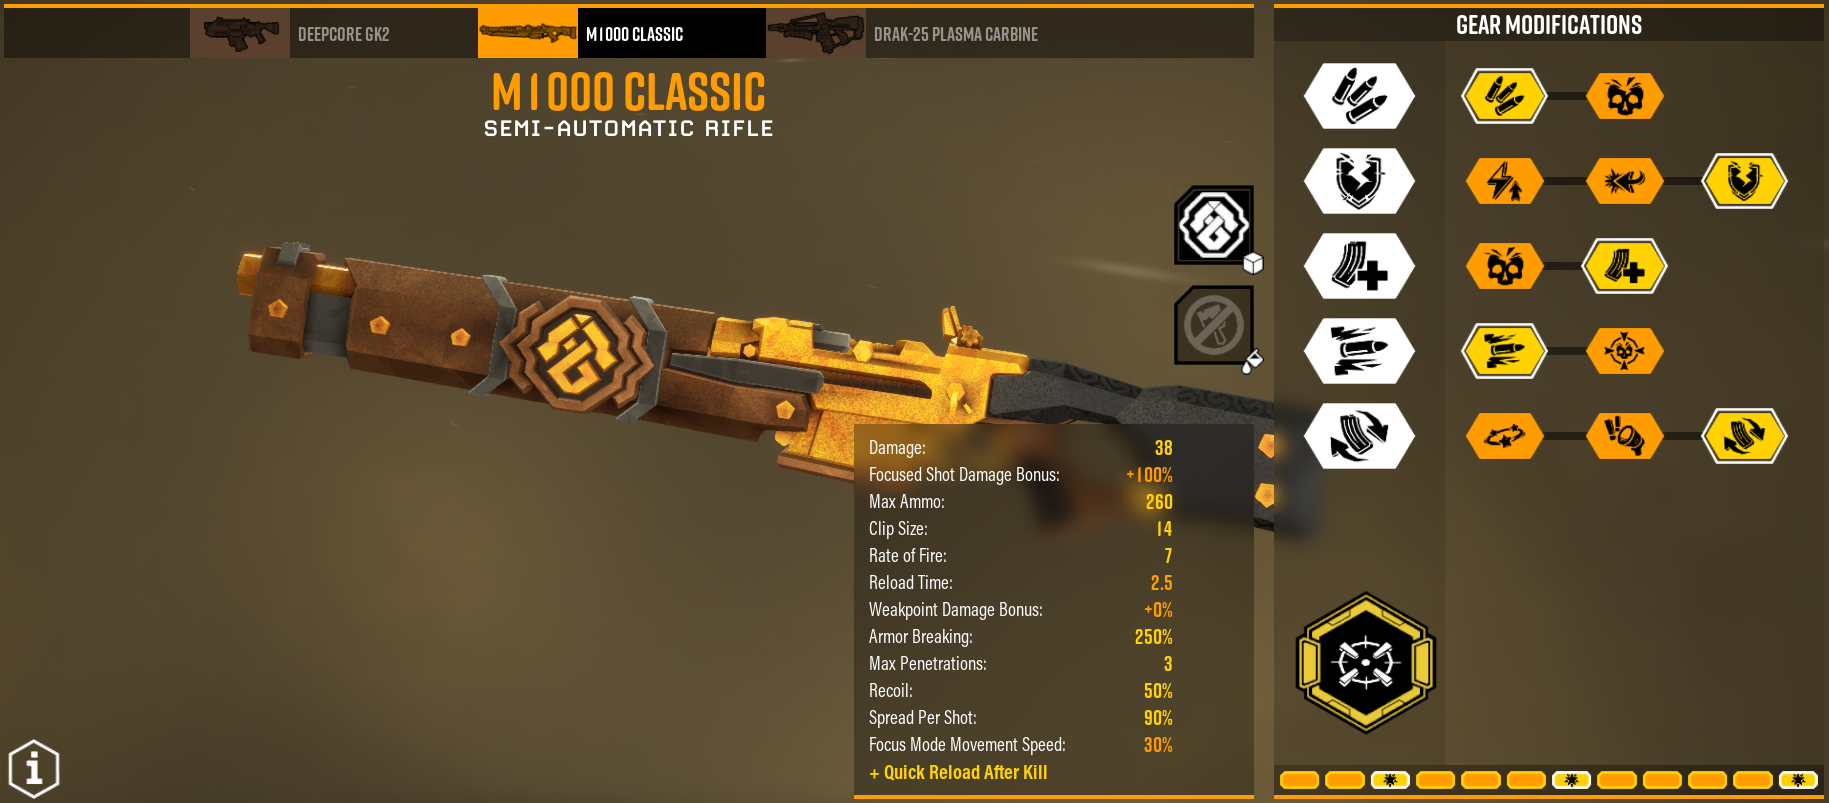 DEEPCORE GK2
M1000 CLASSIC
DRAK-25 PLASMA CARBINE
GEAR MODIFICATIONS
M1000 CLASSIC
SEMI-AUTOMATIC RIFLE
Damage: 38
Focused Shot Damage Bonus: +100%
Max Ammo: 260
Clip Size: 14
Rate of Fire: 7
Reload Time: 2.5
Weakpoint Damage Bonus: +0%
Armor Breaking: 250%
Max Penetrations: 3
Recoil: 50%
Spread Per Shot: 90%
Focus Mode Movement Speed: 30%
+ Quick Reload After Kill